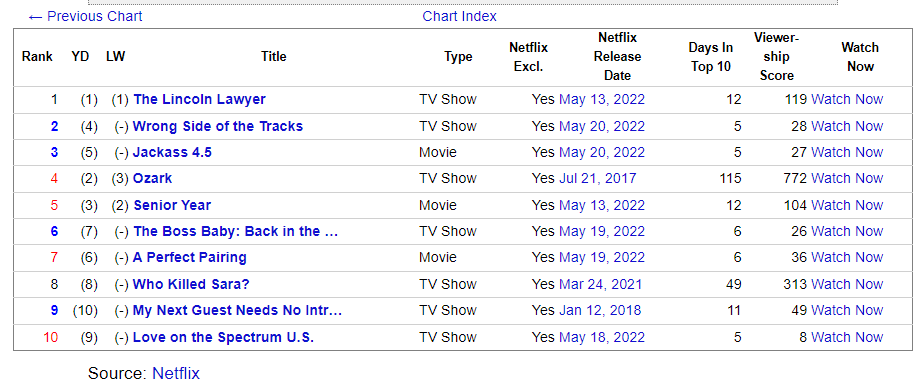 ← Previous Chart Chart Index
Rank YD LW Title Type Netflix Excl. Netflix Release Date Days In Top 10 Viewer-ship Score Watch Now
1 (1) (1) The Lincoln Lawyer TV Show Yes May 13, 2022 12 119 Watch Now
2 (4) (-) Wrong Side of the Tracks TV Show Yes May 20, 2022 5 28 Watch Now
3 (5) (-) Jackass 4.5 Movie Yes May 20, 2022 5 27 Watch Now
4 (2) (3) Ozark TV Show Yes Jul 21, 2017 115 772 Watch Now
5 (3) (2) Senior Year Movie Yes May 13, 2022 12 104 Watch Now
6 (7) (-) The Boss Baby: Back in the … TV Show Yes May 19, 2022 6 26 Watch Now
7 (6) (-) A Perfect Pairing Movie Yes May 19, 2022 6 36 Watch Now
8 (8) (-) Who Killed Sara? TV Show Yes Mar 24, 2021 49 313 Watch Now
9 (10) (-) My Next Guest Needs No Intr… TV Show Yes Jan 12, 2018 11 49 Watch Now
10 (9) (-) Love on the Spectrum U.S. TV Show Yes May 18, 2022 5 8 Watch Now
Source: Netflix